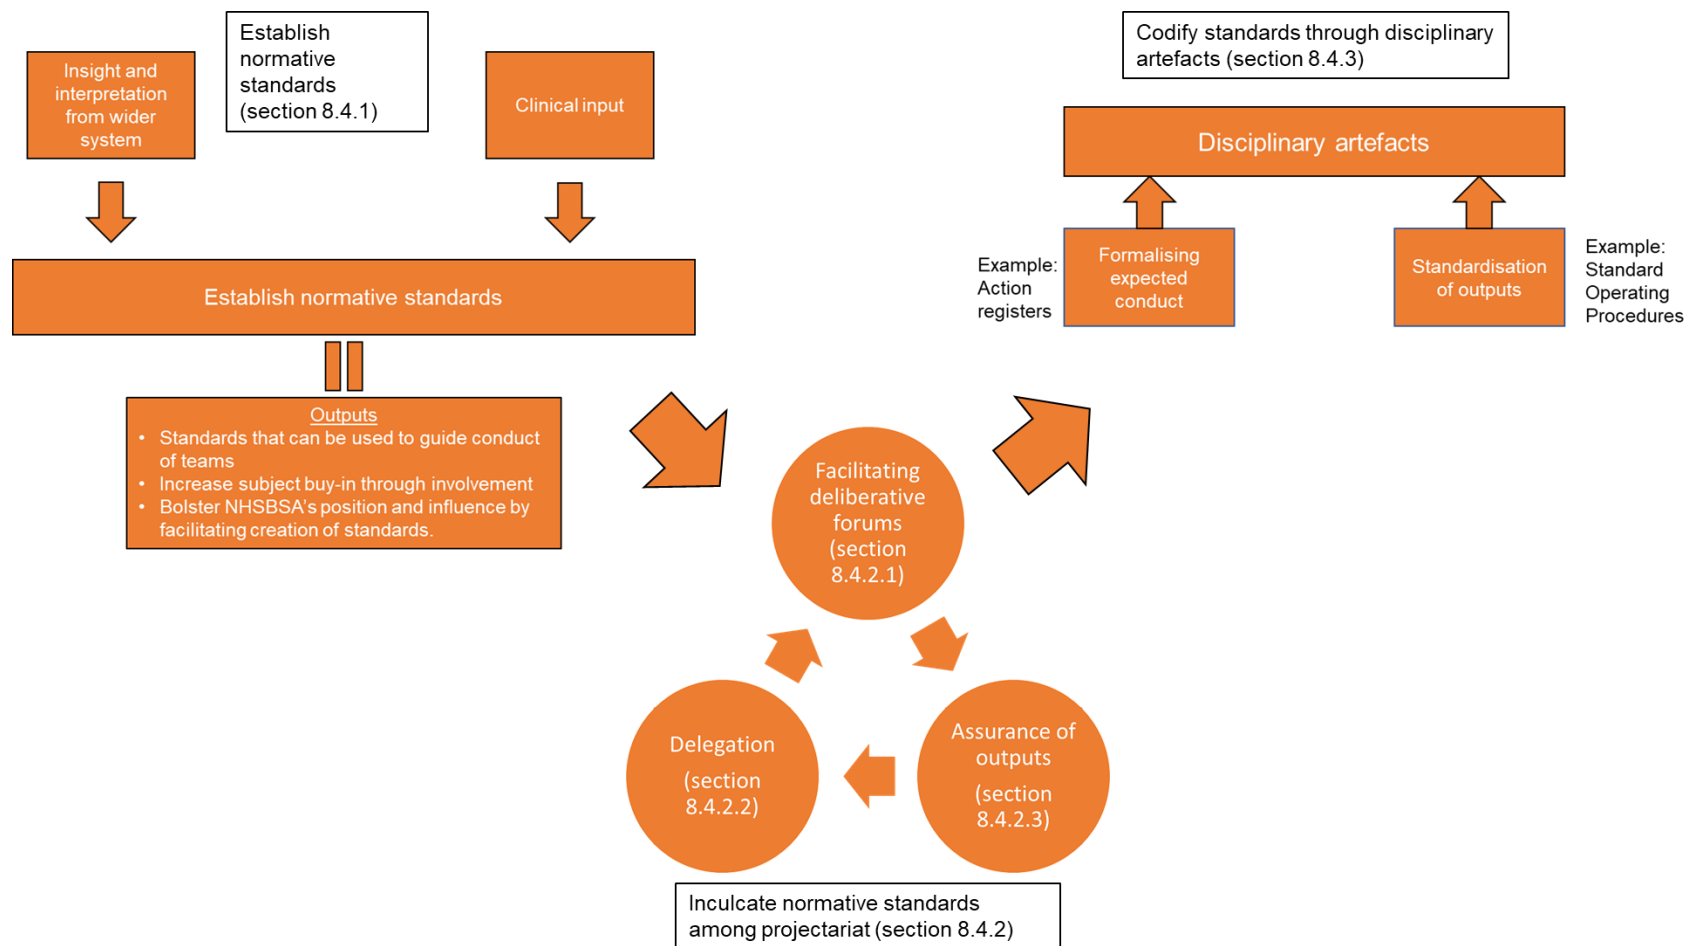 Establish
normative
standards
(section 8.4.1)
Insight and
interpretation
from wider
system
Clinical input
Establish normative standards
Outputs
• Standards that can be used to guide conduct
of teams
• Increase subject buy-in through involvement
• Bolster NHSBSA's position and influence by
facilitating creation of standards.
Facilitating
deliberative
forums
(section
8.4.2.1)
Assurance of
outputs
(section
8.4.2.3)
Delegation
(section
8.4.2.2)
Inculcate normative standards
among projectariat (section 8.4.2)
Codify standards through disciplinary
artefacts (section 8.4.3)
Disciplinary artefacts
Example:
Action
registers
Formalising
expected
conduct
Standardisation
of outputs
Example:
Standard
Operating
Procedures